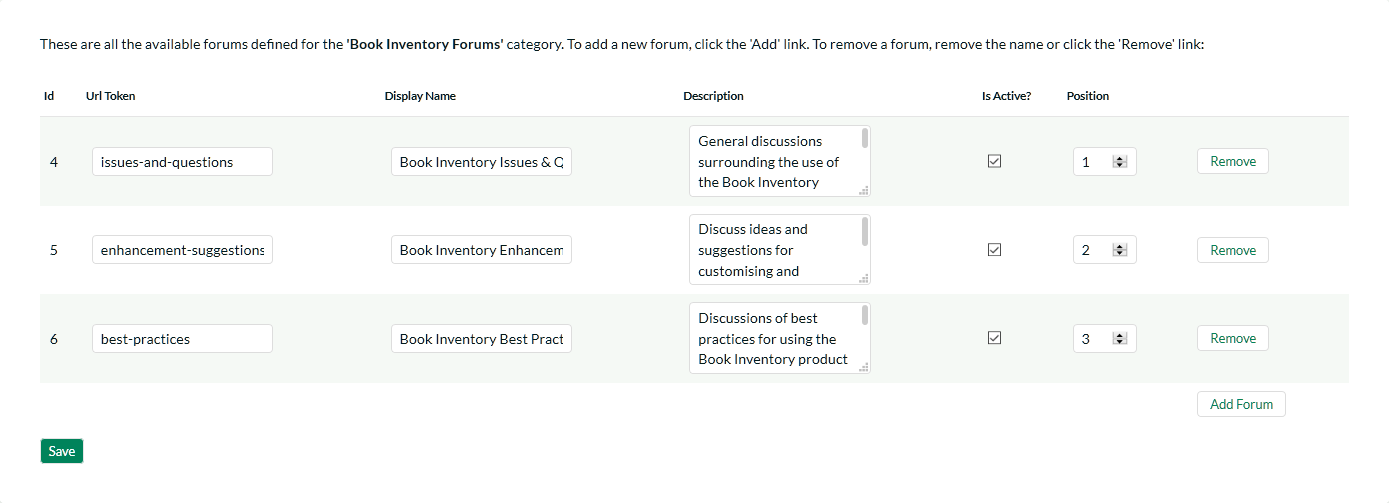 These are all the available forums defined for the 'Book Inventory Forums' category. To add a new forum, click the 'Add' link. To remove a forum, remove the name or click the 'Remove' link:
Id Url Token Display Name Description Is Active? Position
4 issues-and-questions Book Inventory Issues & General discussions
surrounding the use of
the Book Inventory
1 Remove
5 enhancement-suggestions Book Inventory Enhancem Discuss ideas and
suggestions for
customising and
2 Remove
6 best-practices Book Inventory Best Pract Discussions of best
practices for using the
Book Inventory product
3 Remove
Add Forum
Save